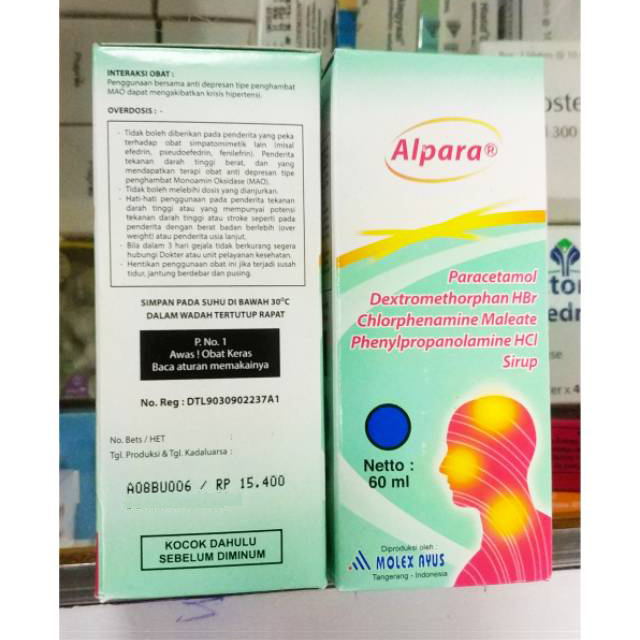 INTERAKSI OBAT :
Penggunaan bersama anti depresan tipe penghambat
MAO dapat mengakibatkan krisis hipertensi.
OVERDOSIS : -
- Tidak boleh diberikan pada penderita yang peka
terhadap obat simpatomimetik lain (misal
efedrin, pseudoefedrin, fenilefrin). Penderita
tekanan darah tinggi berat, dan yang
mendapatkan terapi obat anti depresan tipe
penghambat Monoamin Oksidase (MAO).
- Tidak boleh melebihi dosis yang dianjurkan.
- Hati-hati penggunaan pada penderita tekanan
darah tinggi atau yang mempunyai potensi
tekanan darah tinggi atau stroke seperti pada
penderita dengan berat badan berlebih (over
weight) atau penderita usia lanjut.
- Bila dalam 3 hari gejala tidak berkurang segera
hubungi Dokter atau unit pelayanan kesehatan.
- Hentikan penggunaan obat ini jika terjadi susah
tidur, jantung berdebar dan pusing.
SIMPAN PADA SUHU DI BAWAH 30°C
DALAM WADAH TERTUTUP RAPAT
P. No. 1
Awas ! Obat Keras
Baca aturan memakainya
No. Reg : DTL9030902237A1
No. Bets / HET :
Tgl. Produksi & Tgl. Kadaluarsa :
A08BU006 / RP 15.400
KOCOK DAHULU
SEBELUM DIMINUM
Alpara®
Paracetamol
Dextromethorphan HBr
Chlorphenamine Maleate
Phenylpropanolamine HCl
Sirup
Netto :
60 ml
Diproduksi oleh :
MOLEX AYUS
Tangerang - Indonesia
300